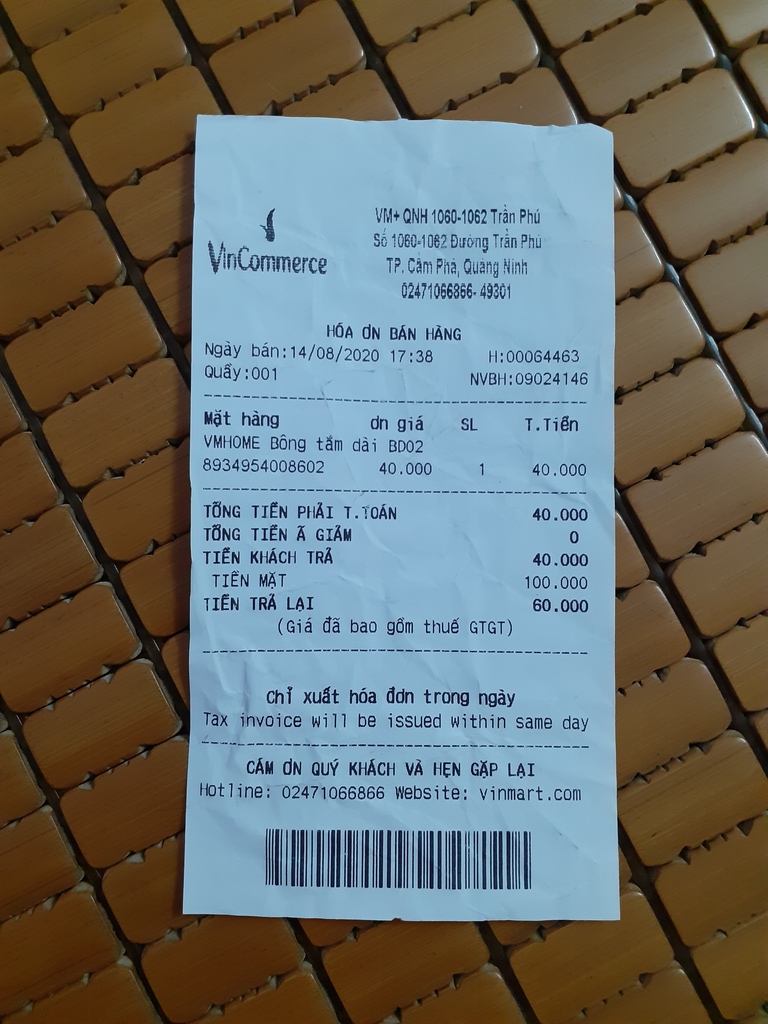 VinCommerce
VM+ QNH 1060-1062 Trần Phú
Số 1060-1062 Đường Trần Phú
TP. Cẩm Phả, Quảng Ninh
02471066866- 49301
HÓA ƠN BÁN HÀNG
Ngày bán:14/08/2020 17:38 H:00064463
Quầy:001 NVBH:09024146
Mặt hàng ơn giá SL T.Tiền
VMHOME Bông tắm dài BD02
8934954008602 40.000 1 40.000
TỔNG TIỀN PHẢI T.TOÁN 40.000
TỔNG TIỀN Ã GIẢM 0
TIỀN KHÁCH TRẢ 40.000
TIỀN MẶT 100.000
TIỀN TRẢ LẠI 60.000
(Giá đã bao gồm thuế GTGT)
Chỉ xuất hóa đơn trong ngày
Tax invoice will be issued within same day
CẢM ƠN QUÝ KHÁCH VÀ HẸN GẶP LẠI
Hotline: 02471066866 Website: vinmart.com